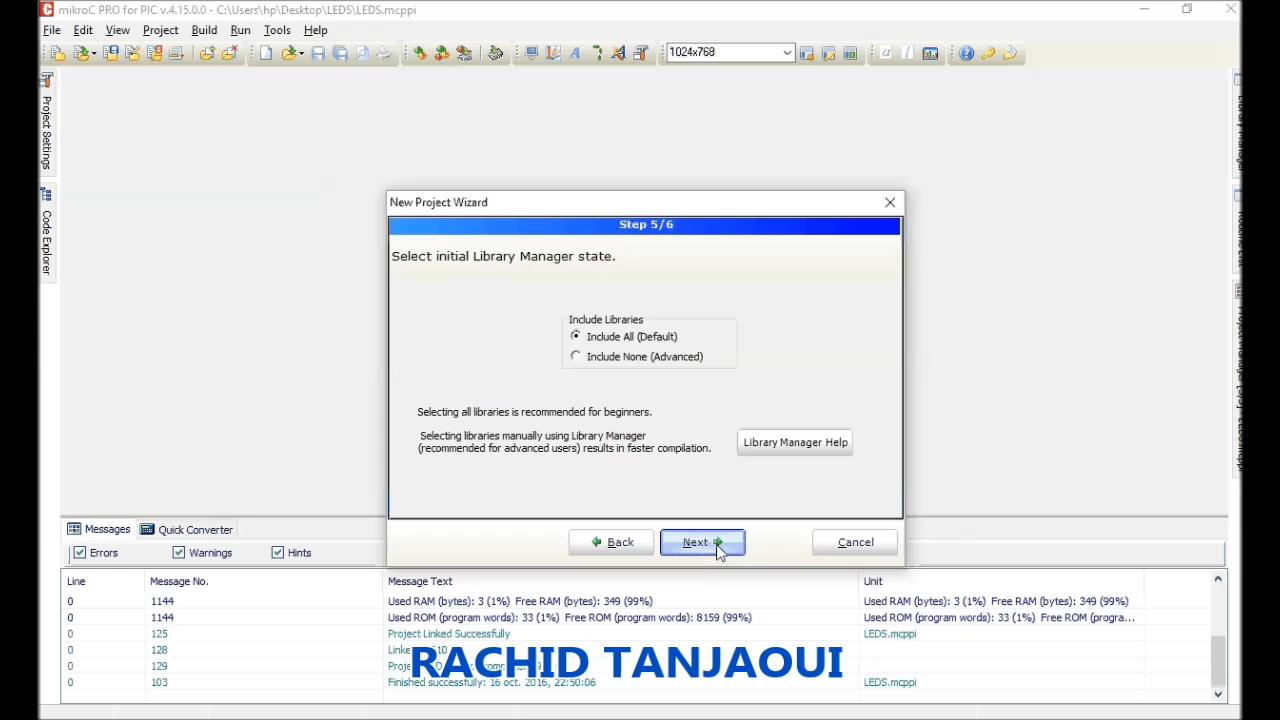 mikroC PRO for PIC v.4.15.0.0 - C:\Users\hp\Desktop\LEDS\LEDS.mcppi
File Edit View Project Build Run Tools Help
1024x768
Project Settings
Code Explorer
New Project Wizard
Step 5/6
Select initial Library Manager state.
Include Libraries
Include All (Default)
Include None (Advanced)
Selecting all libraries is recommended for beginners.
Selecting libraries manually using Library Manager
(recommended for advanced users) results in faster compilation.
Library Manager Help
Back Next Cancel
Messages Quick Converter
Errors Warnings Hints
Line Message No. Message Text Unit
0 1144 Used RAM (bytes): 3 (1%) Free RAM (bytes): 349 (99%) Used RAM (bytes): 3 (1%) Free RAM (bytes): 349 (99%)
0 1144 Used ROM (program words): 33 (1%) Free ROM (program words): 8159 (99%) Used ROM (program words): 33 (1%) Free ROM (progra...
0 125 Project Linked Successfully LEDS.mcppi
0 128
0 129
0 103 Finished successfully: 16 oct. 2016, 22:50:06 LEDS.mcppi
RACHID TANJAOUI